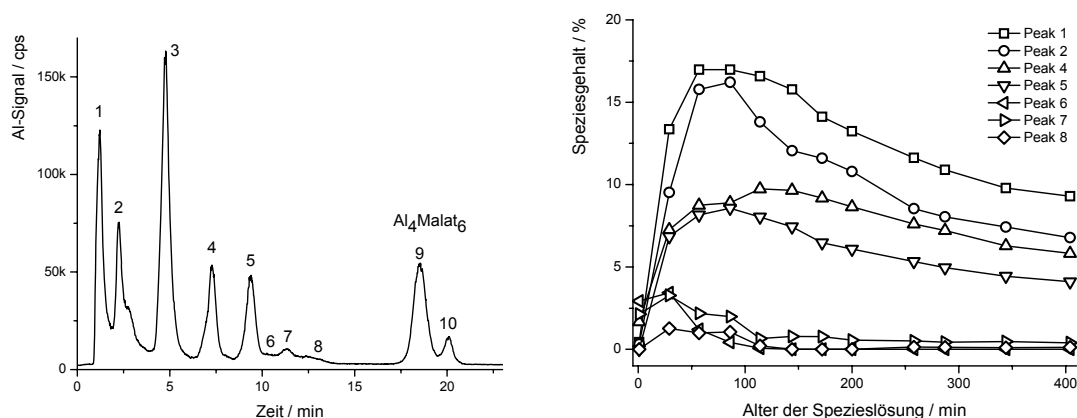 Al-Signal / cps
150k
100k
50k
0
1
2
3
4
5
6
7
8
Al4Malat6
9
10
0
5
10
15
20
Zeit / min
Speziesgehalt / %
20
15
10
5
0
Peak 1
Peak 2
Peak 4
Peak 5
Peak 6
Peak 7
Peak 8
0
100
200
300
400
Alter der Spezieslösung / min